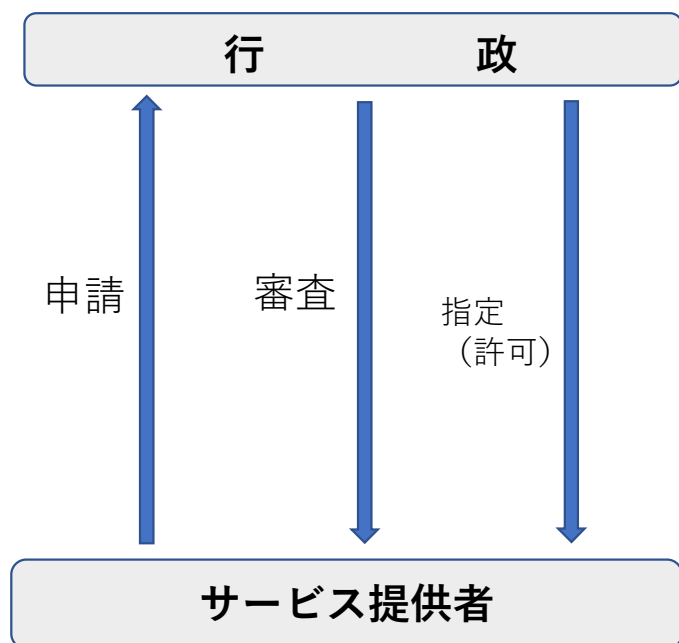 行　政
申請
審査
指定
（許可）
サービス提供者